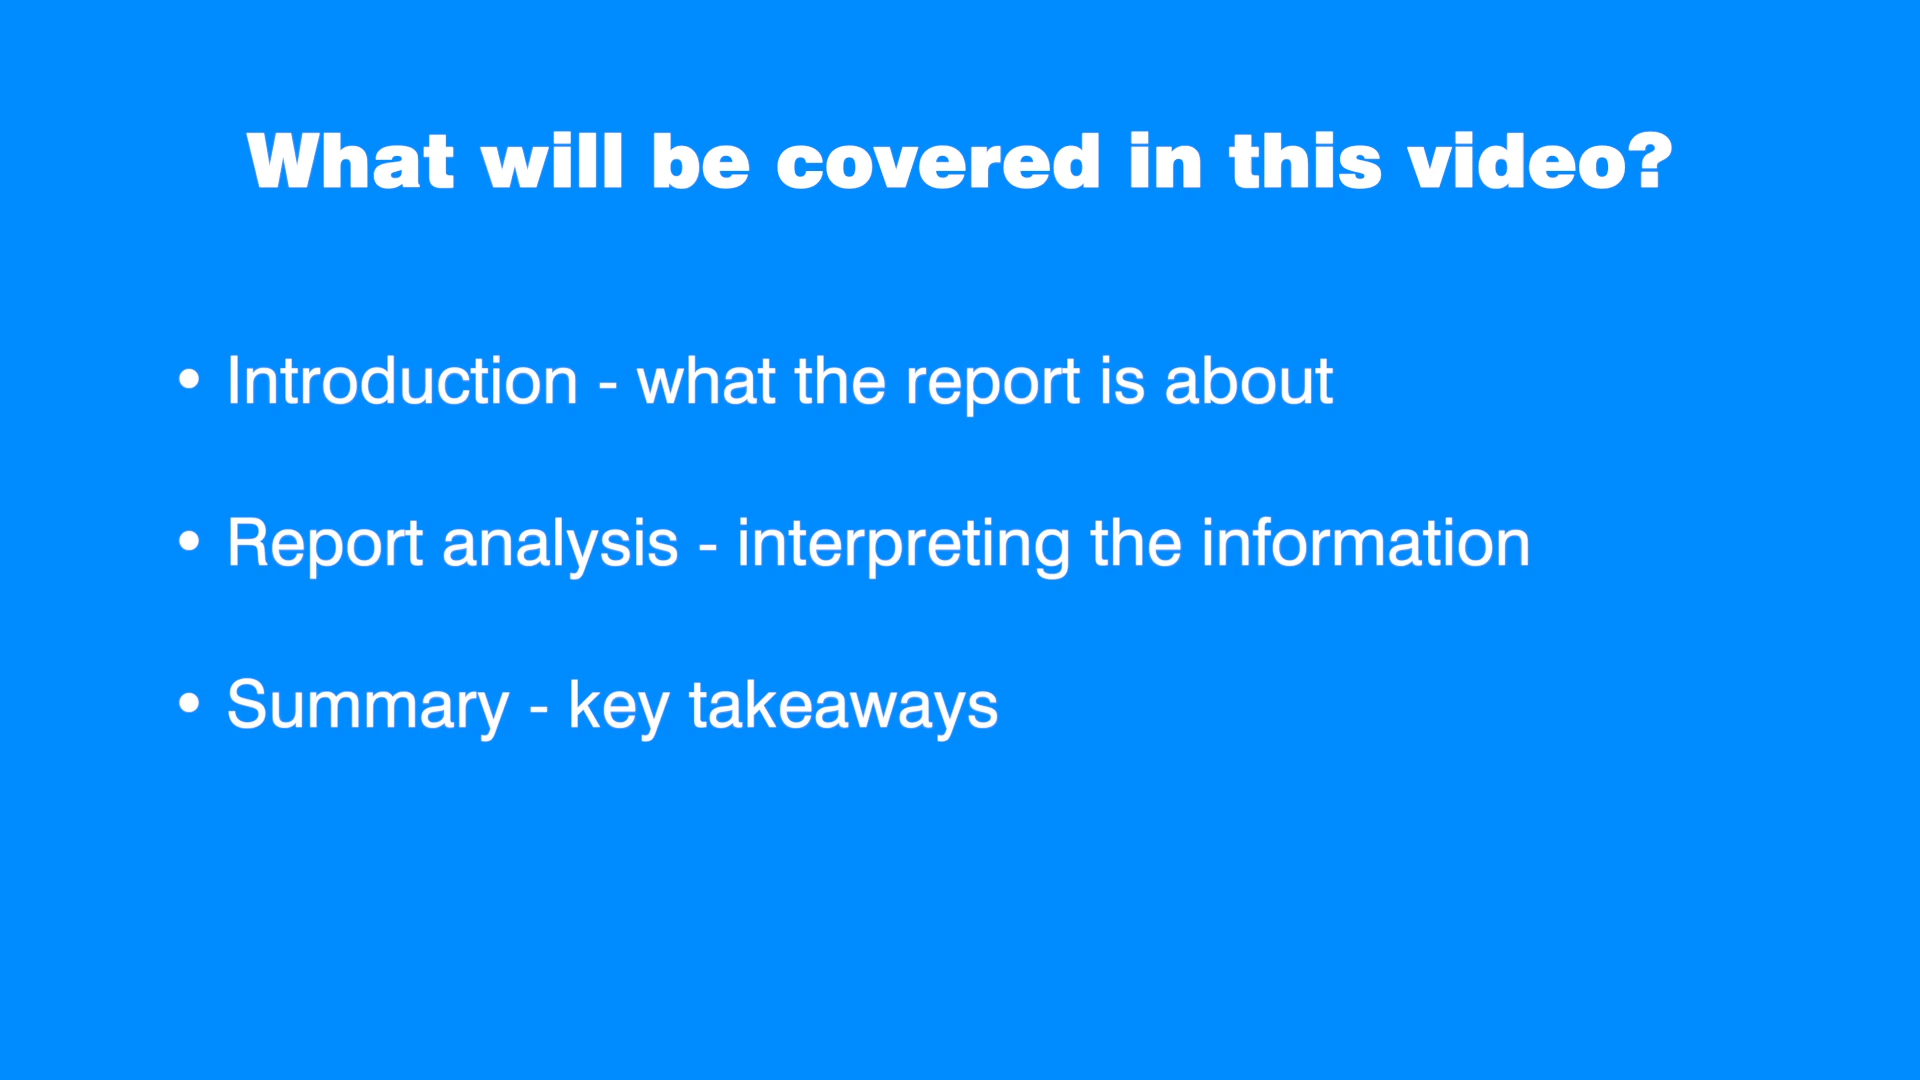 What will be covered in this video?
• Introduction - what the report is about
• Report analysis - interpreting the information
• Summary - key takeaways